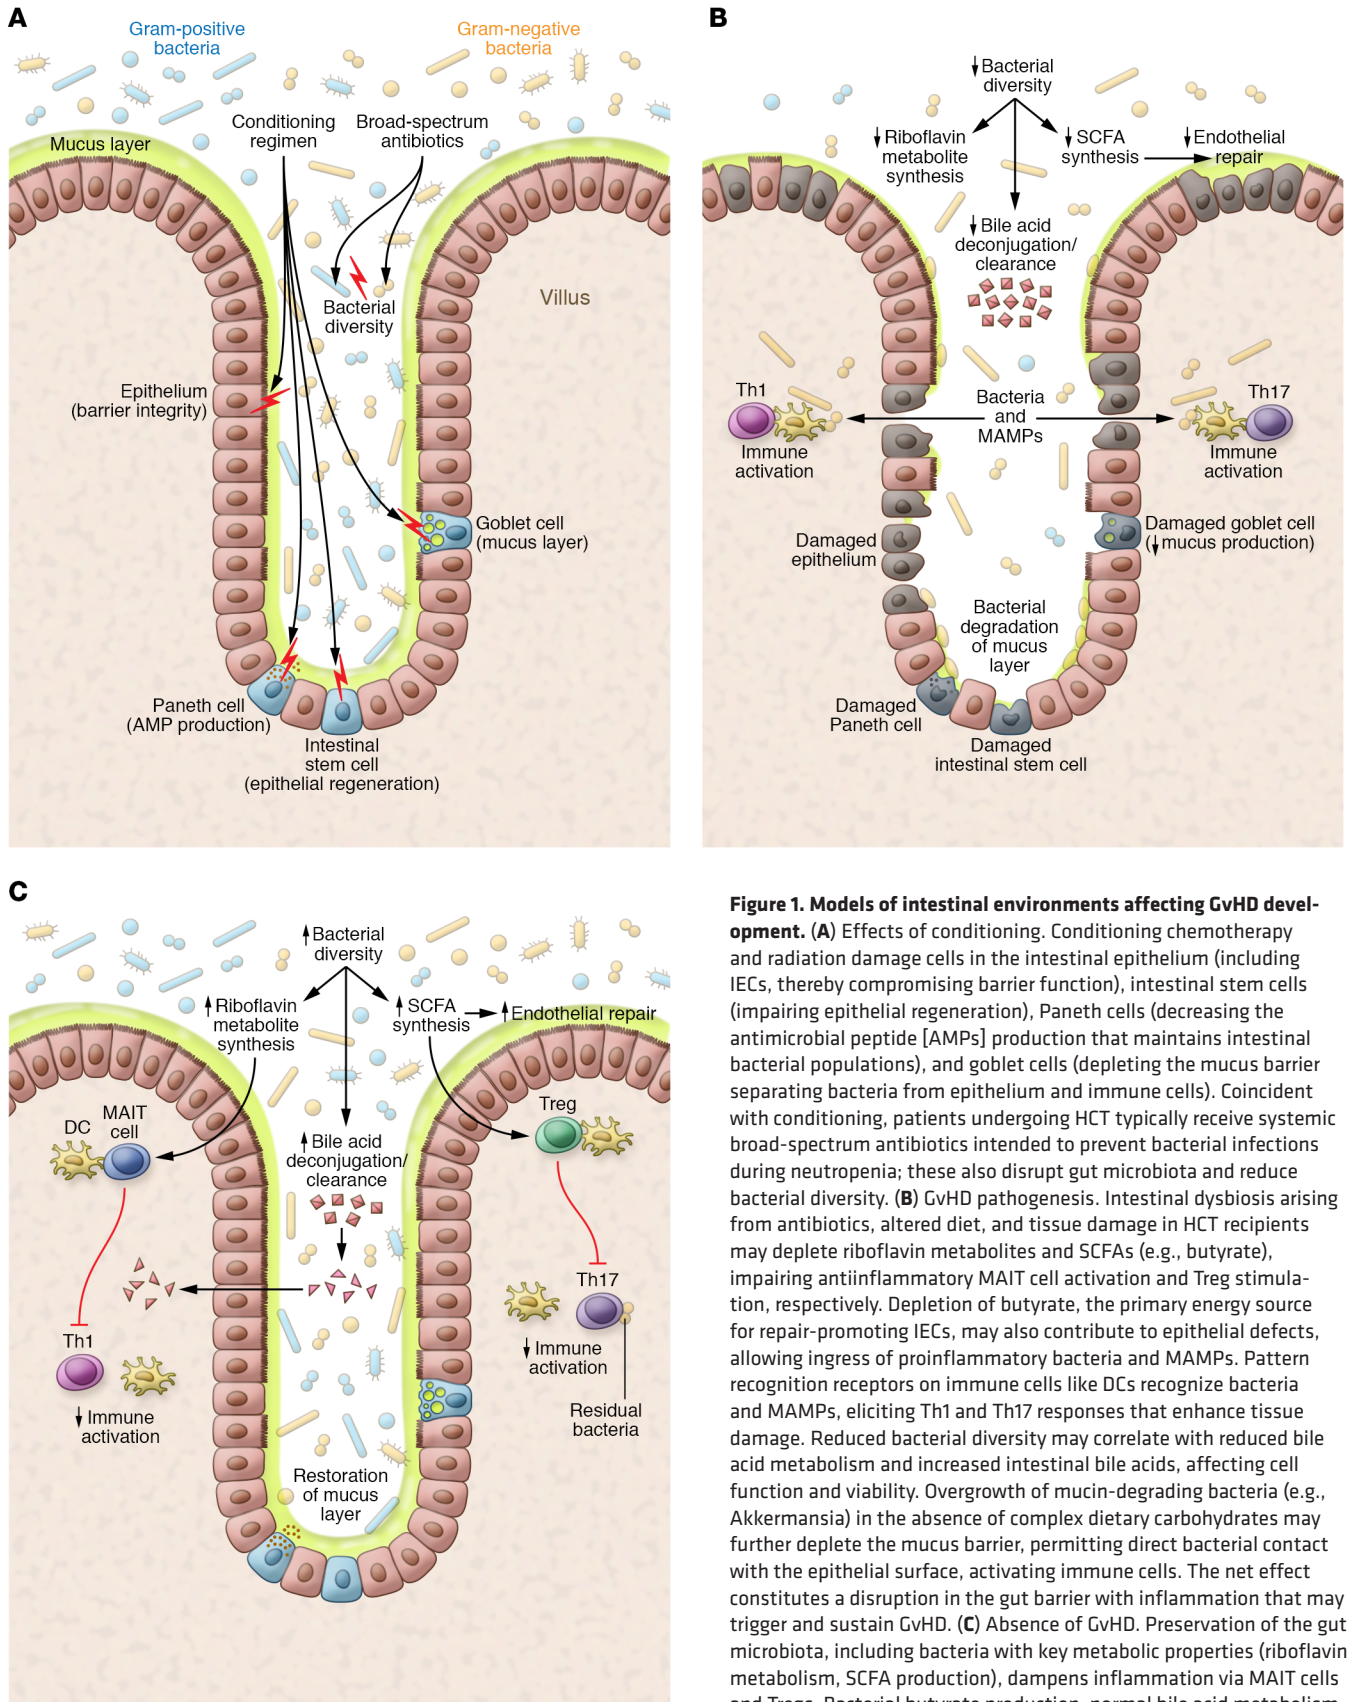 A
Gram-positive
bacteria
Gram-negative
bacteria
Mucus layer
Conditioning
regimen
Broad-spectrum
antibiotics
Bacterial
diversity
Villus
Epithelium
(barrier integrity)
Goblet cell
(mucus layer)
Paneth cell
(AMP production)
Intestinal
stem cell
(epithelial regeneration)
B
Bacterial
diversity
Riboflavin
metabolite
synthesis
SCFA
synthesis
Endothelial
repair
Bile acid
deconjugation/
clearance
Th1
Immune
activation
Bacteria
and
MAMPs
Th17
Immune
activation
Damaged
epithelium
Damaged goblet cell
(↓mucus production)
Bacterial
degradation
of mucus
layer
Damaged
Paneth cell
Damaged
intestinal stem cell
C
Bacterial
diversity
Riboflavin
metabolite
synthesis
SCFA
synthesis
Endothelial repair
DC
MAIT
cell
Treg
Bile acid
deconjugation/
clearance
Th1
Immune
activation
Th17
Immune
activation
Residual
bacteria
Restoration
of mucus
layer
Figure 1. Models of intestinal environments affecting GvHD devel-
opment. (A) Effects of conditioning. Conditioning chemotherapy
and radiation damage cells in the intestinal epithelium (including
IECs, thereby compromising barrier function), intestinal stem cells
(impairing epithelial regeneration), Paneth cells (decreasing the
antimicrobial peptide [AMPs] production that maintains intestinal
bacterial populations), and goblet cells (depleting the mucus barrier
separating bacteria from epithelium and immune cells). Coincident
with conditioning, patients undergoing HCT typically receive systemic
broad-spectrum antibiotics intended to prevent bacterial infections
during neutropenia; these also disrupt gut microbiota and reduce
bacterial diversity. (B) GvHD pathogenesis. Intestinal dysbiosis arising
from antibiotics, altered diet, and tissue damage in HCT recipients
may deplete riboflavin metabolites and SCFAs (e.g., butyrate),
impairing antiinflammatory MAIT cell activation and Treg stimula-
tion, respectively. Depletion of butyrate, the primary energy source
for repair-promoting IECs, may also contribute to epithelial defects,
allowing ingress of proinflammatory bacteria and MAMPs. Pattern
recognition receptors on immune cells like DCs recognize bacteria
and MAMPs, eliciting Th1 and Th17 responses that enhance tissue
damage. Reduced bacterial diversity may correlate with reduced bile
acid metabolism and increased intestinal bile acids, affecting cell
function and viability. Overgrowth of mucin-degrading bacteria (e.g.,
Akkermansia) in the absence of complex dietary carbohydrates may
further deplete the mucus barrier, permitting direct bacterial contact
with the epithelial surface, activating immune cells. The net effect
constitutes a disruption in the gut barrier with inflammation that may
trigger and sustain GvHD. (C) Absence of GvHD. Preservation of the gut
microbiota, including bacteria with key metabolic properties (riboflavin
metabolism, SCFA production), dampens inflammation via MAIT cells
and Tregs. Bacterial butyrate production, normal bile acid metabolism